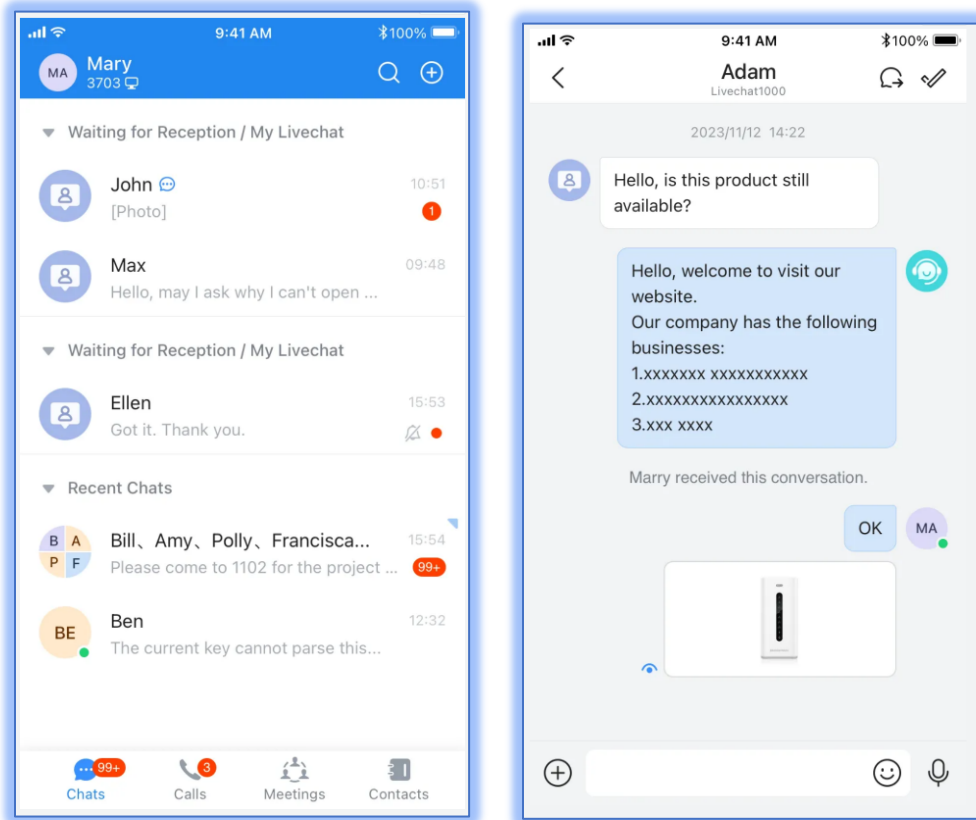 9:41 AM
100%
MA
Mary
3703
Waiting for Reception / My Livechat
John
10:51
[Photo]
1
Max
09:48
Hello, may I ask why I can't open ...
Waiting for Reception / My Livechat
Ellen
15:53
Got it. Thank you.
Recent Chats
B A
P F
Bill、Amy、Polly、Francisca...
15:54
Please come to 1102 for the project ...
99+
BE
Ben
12:32
The current key cannot parse this...
99+
3
Chats
Calls
Meetings
Contacts
9:41 AM
100%
Adam
Livechat1000
2023/11/12 14:22
Hello, is this product still
available?
Hello, welcome to visit our
website.
Our company has the following
businesses:
1.xxxxxxx xxxxxxxxxxx
2.xxxxxxxxxxxxxxxx
3.xxx xxxx
Marry received this conversation.
OK
MA